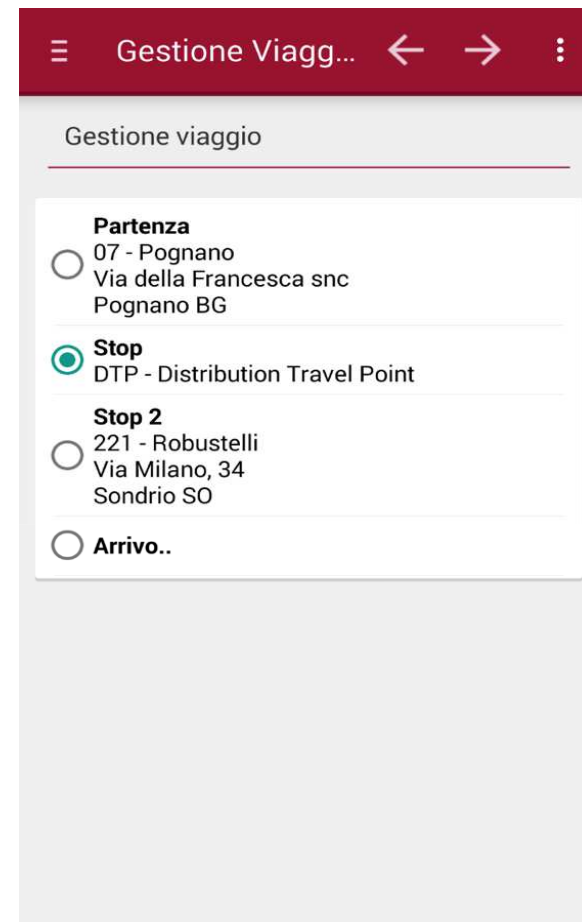 Gestione Viagg...
Gestione viaggio
Partenza
07 - Pognano
Via della Francesca snc
Pognano BG
Stop
DTP - Distribution Travel Point
Stop 2
221 - Robustelli
Via Milano, 34
Sondrio SO
Arrivo..